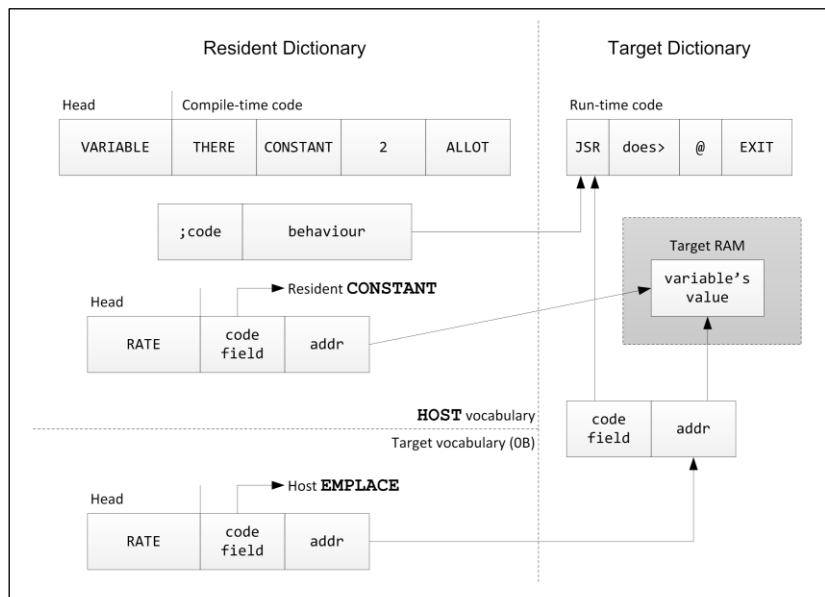 Resident Dictionary
Target Dictionary
Head
Compile-time code
Run-time code
VARIABLE THERE CONSTANT 2 ALLOT
JSR does> @ EXIT
;code behaviour
Target RAM
variable’s
value
Resident CONSTANT
Head
RATE code field addr
HOST vocabulary
Target vocabulary (0B)
code field addr
Host EMPLACE
Head
RATE code field addr